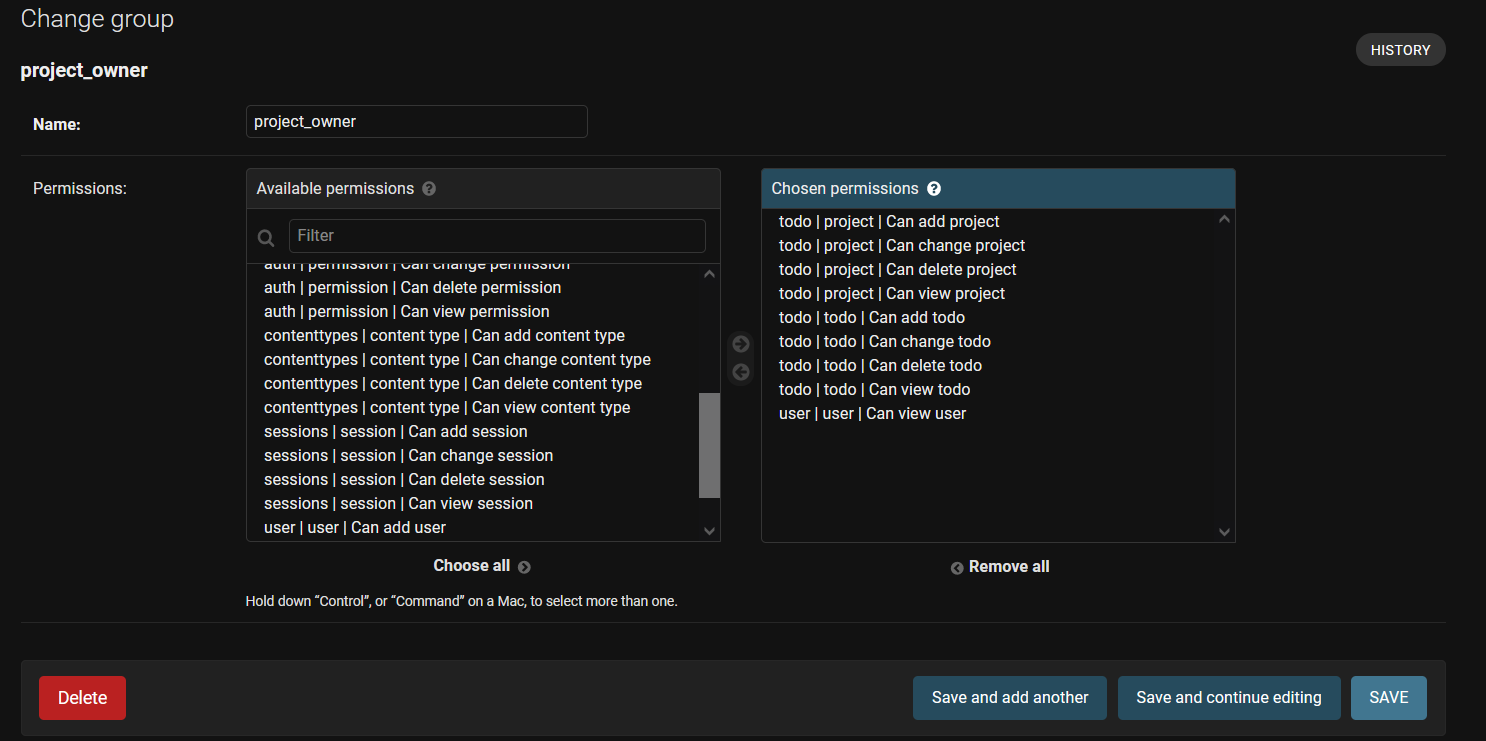 Change group
HISTORY
project_owner
Name:
project_owner
Permissions:
Available permissions ?
Filter
auth | permission | Can change permission
auth | permission | Can delete permission
auth | permission | Can view permission
contenttypes | content type | Can add content type
contenttypes | content type | Can change content type
contenttypes | content type | Can delete content type
contenttypes | content type | Can view content type
sessions | session | Can add session
sessions | session | Can change session
sessions | session | Can delete session
sessions | session | Can view session
user | user | Can add user
Choose all
Hold down “Control”, or “Command” on a Mac, to select more than one.
Chosen permissions ?
todo | project | Can add project
todo | project | Can change project
todo | project | Can delete project
todo | project | Can view project
todo | todo | Can add todo
todo | todo | Can change todo
todo | todo | Can delete todo
todo | todo | Can view todo
user | user | Can view user
Remove all
Delete
Save and add another
Save and continue editing
SAVE